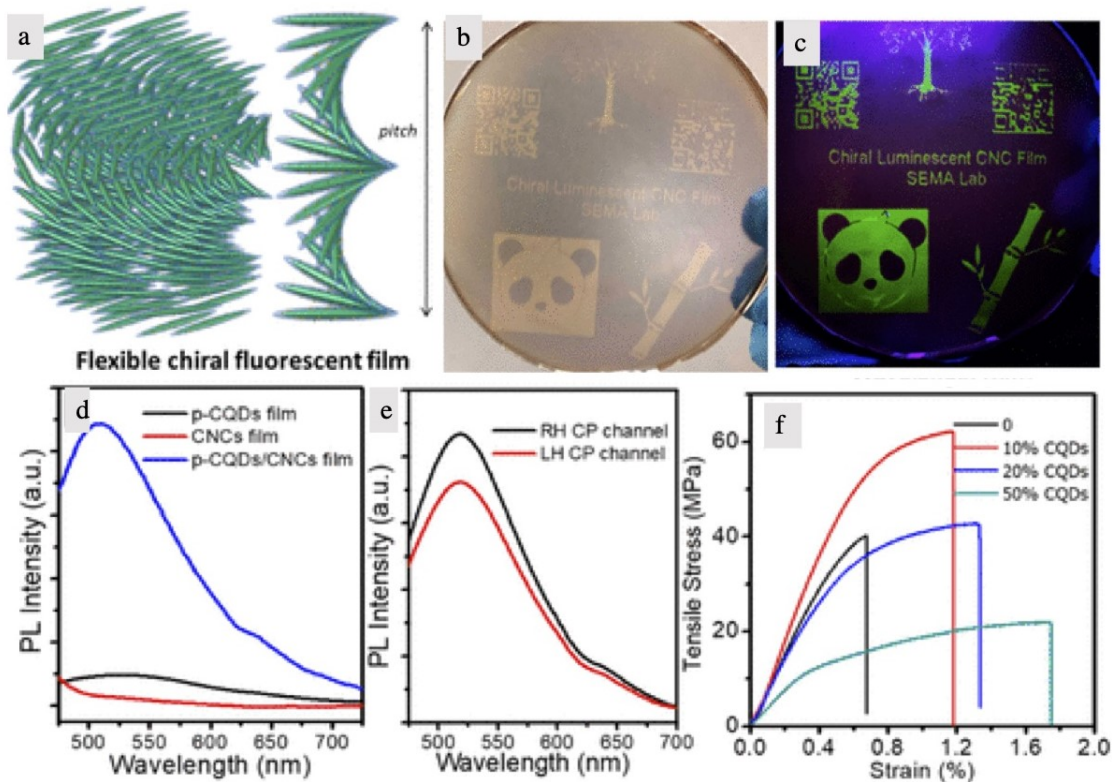 a
pitch
Flexible chiral fluorescent film
b
Chiral Luminescent CNC Film
SEMA Lab
c
Chiral Luminescent CNC Film
SEMA Lab
d
p-CQDs film
CNCs film
p-CQDs/CNCs film
PL Intensity (a.u.)
500 550 600 650 700
Wavelength (nm)
e
RH CP channel
LH CP channel
PL Intensity (a.u.)
500 550 600 650 700
Wavelength (nm)
f
0
10% CQDs
20% CQDs
50% CQDs
Tensile Stress (MPa)
60
40
20
0
0.0 0.4 0.8 1.2 1.6 2.0
Strain (%)